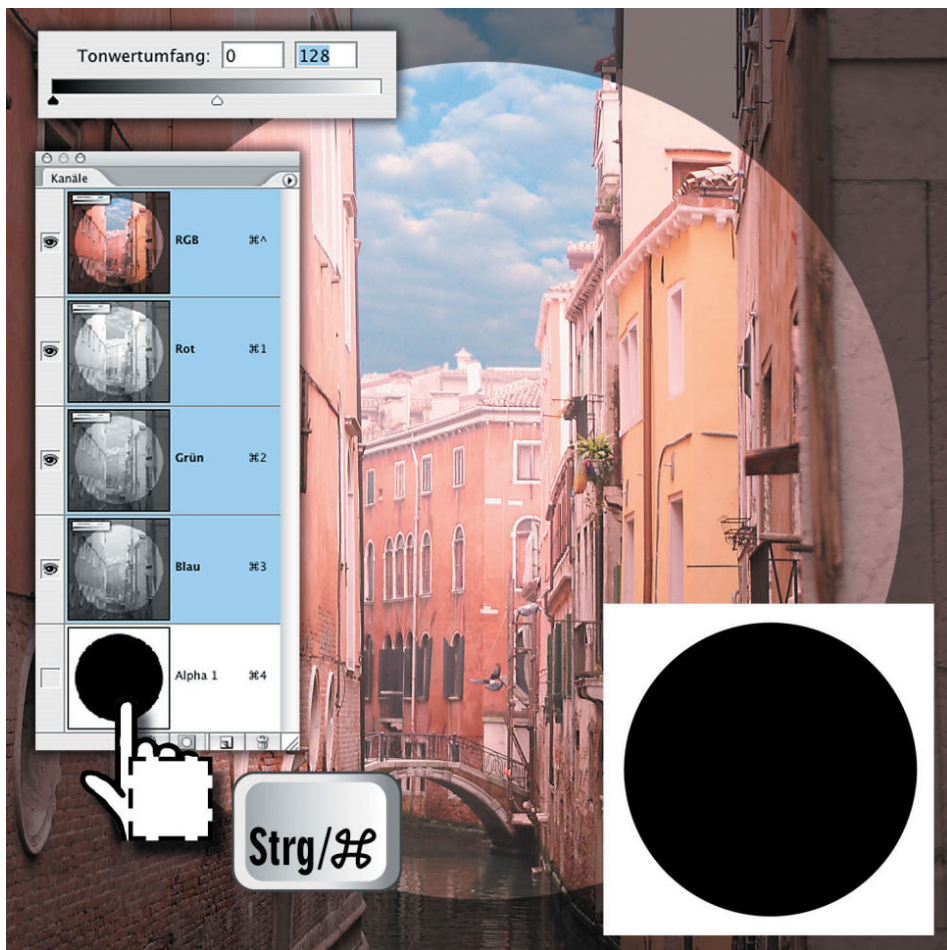 Tonwertumfang: 0 128
Kanäle
RGB ⌘^
Rot ⌘1
Grün ⌘2
Blau ⌘3
Alpha 1 ⌘4
Strg/⌘